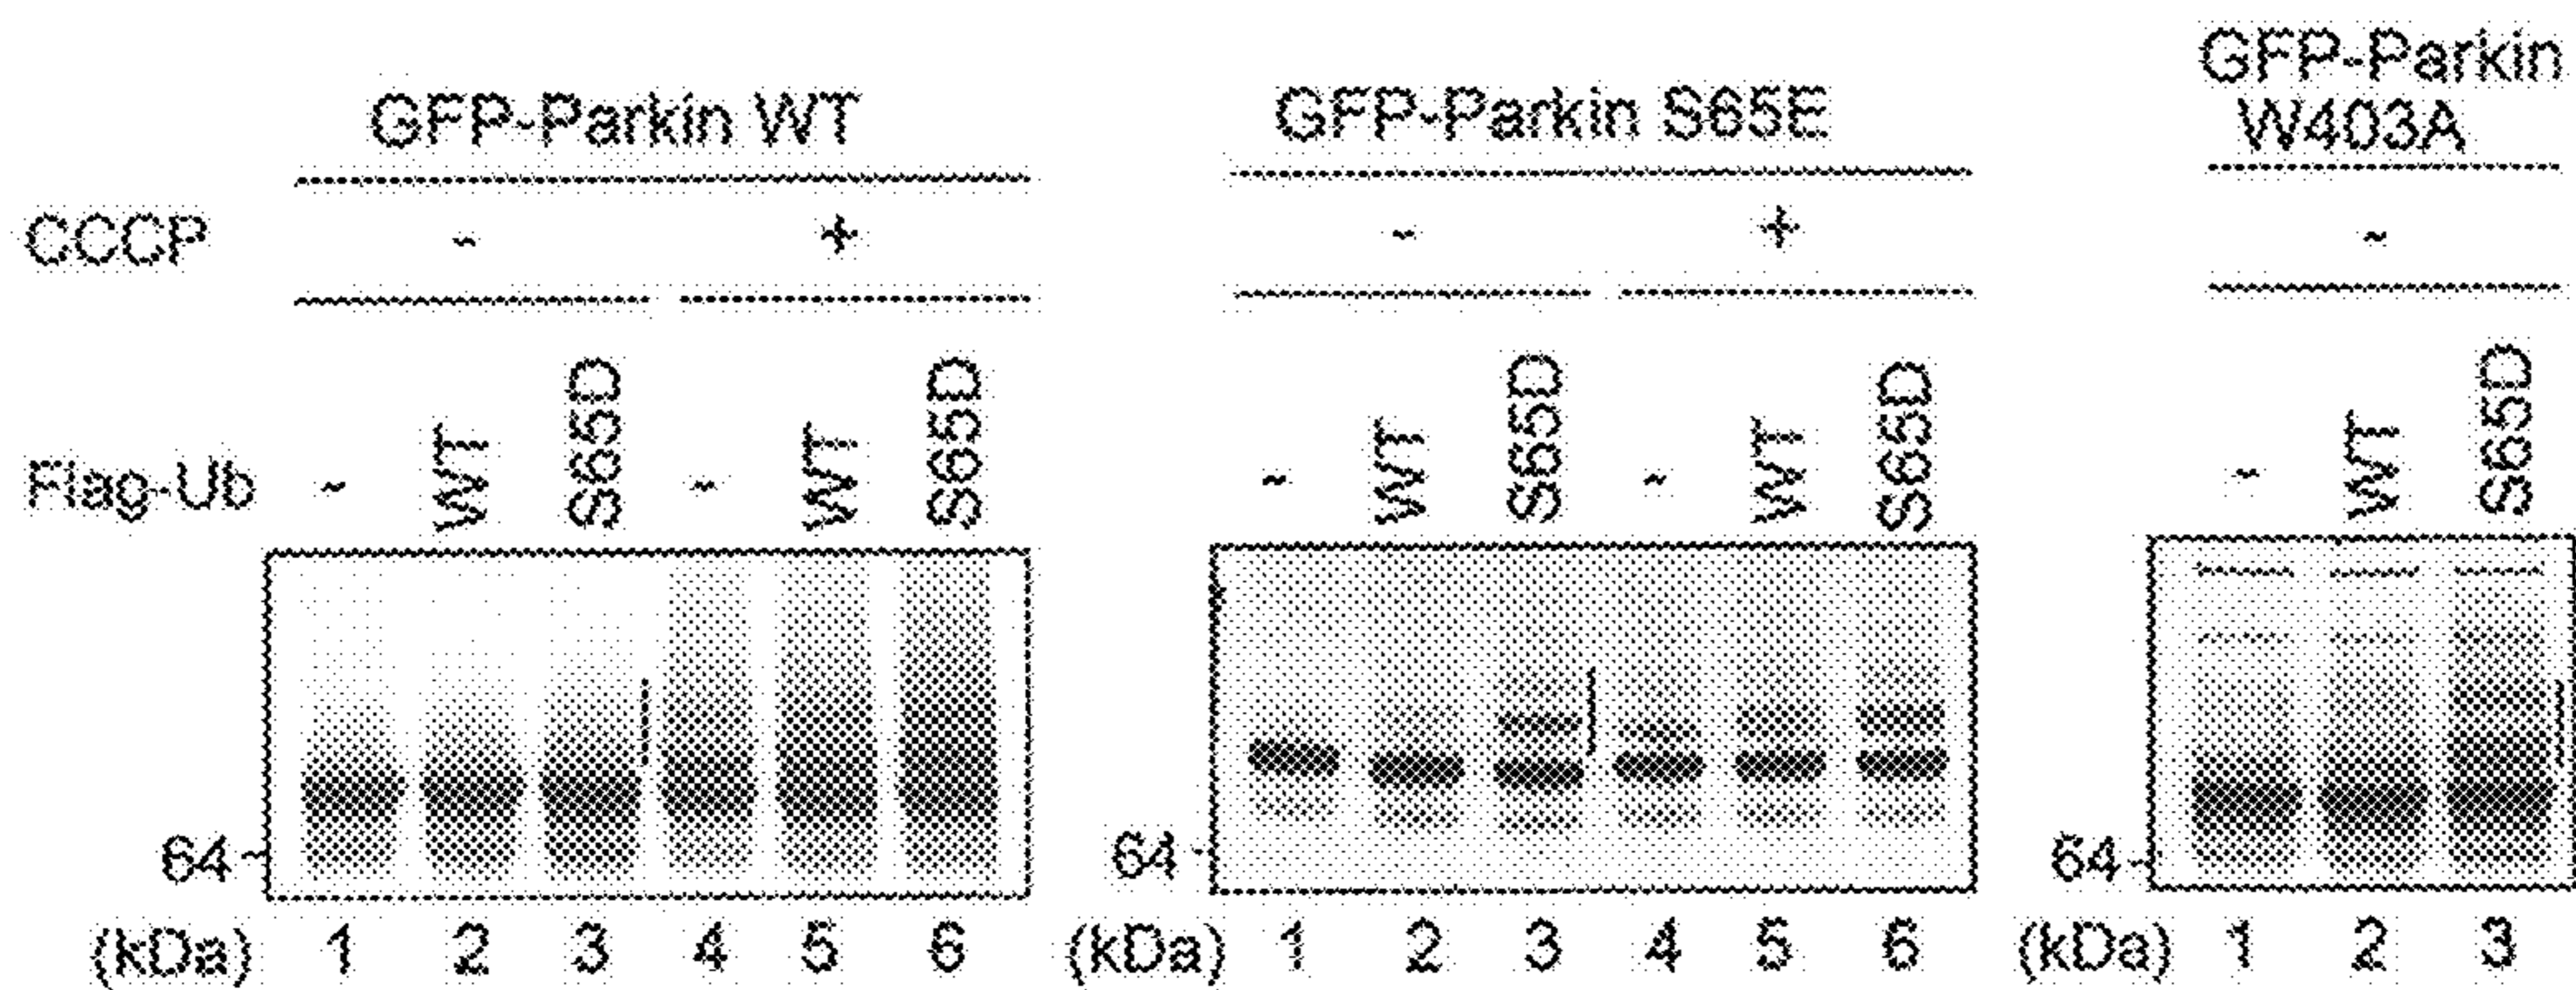 GFP-Parkin WT GFP-Parkin S65E GFP-Parkin W403A
CCCP - + - + -
Flag-Ub - WT S65D - WT S65D - WT S65D - WT S65D - WT S65D
64 64 64
(kDa) 1 2 3 4 5 6 (kDa) 1 2 3 4 5 6 (kDa) 1 2 3